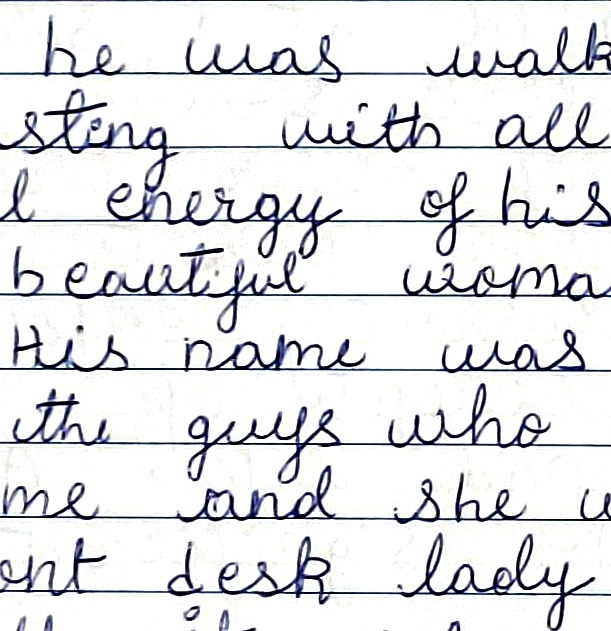 he was walk
sting with all
l energy of his
beautiful woma
His name was
the guys who
me and she
ont desk lady